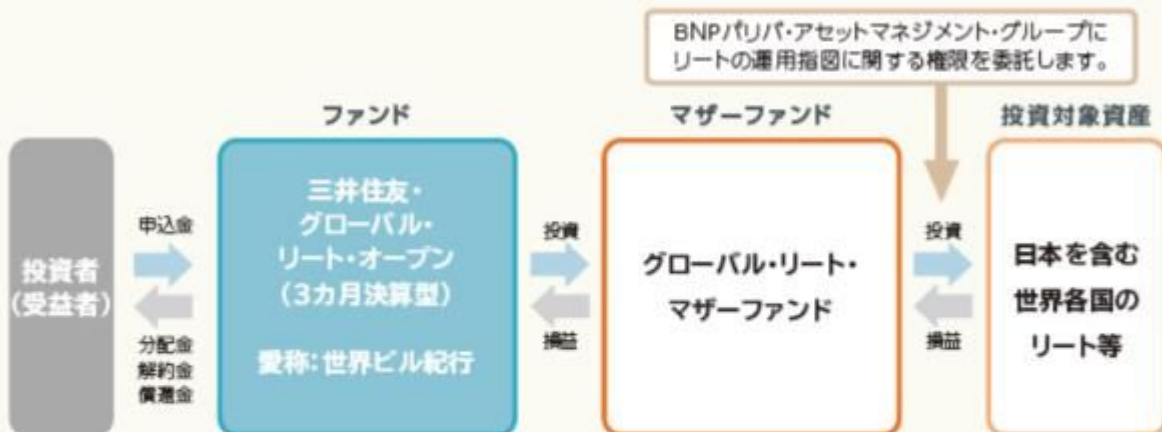 BNPパリバ・アセットマネジメント・グループに
リートの運用指図に関する権限を委託します。
ファンド
マザーファンド
投資対象資産
投資者
(受益者)
申込金
分配金
解約金
償還金
三井住友・
グローバル・
リート・オープン
(3カ月決算型)
愛称:世界ビル紀行
投資
損益
グローバル・リート・
マザーファンド
投資
損益
日本を含む
世界各国の
リート等